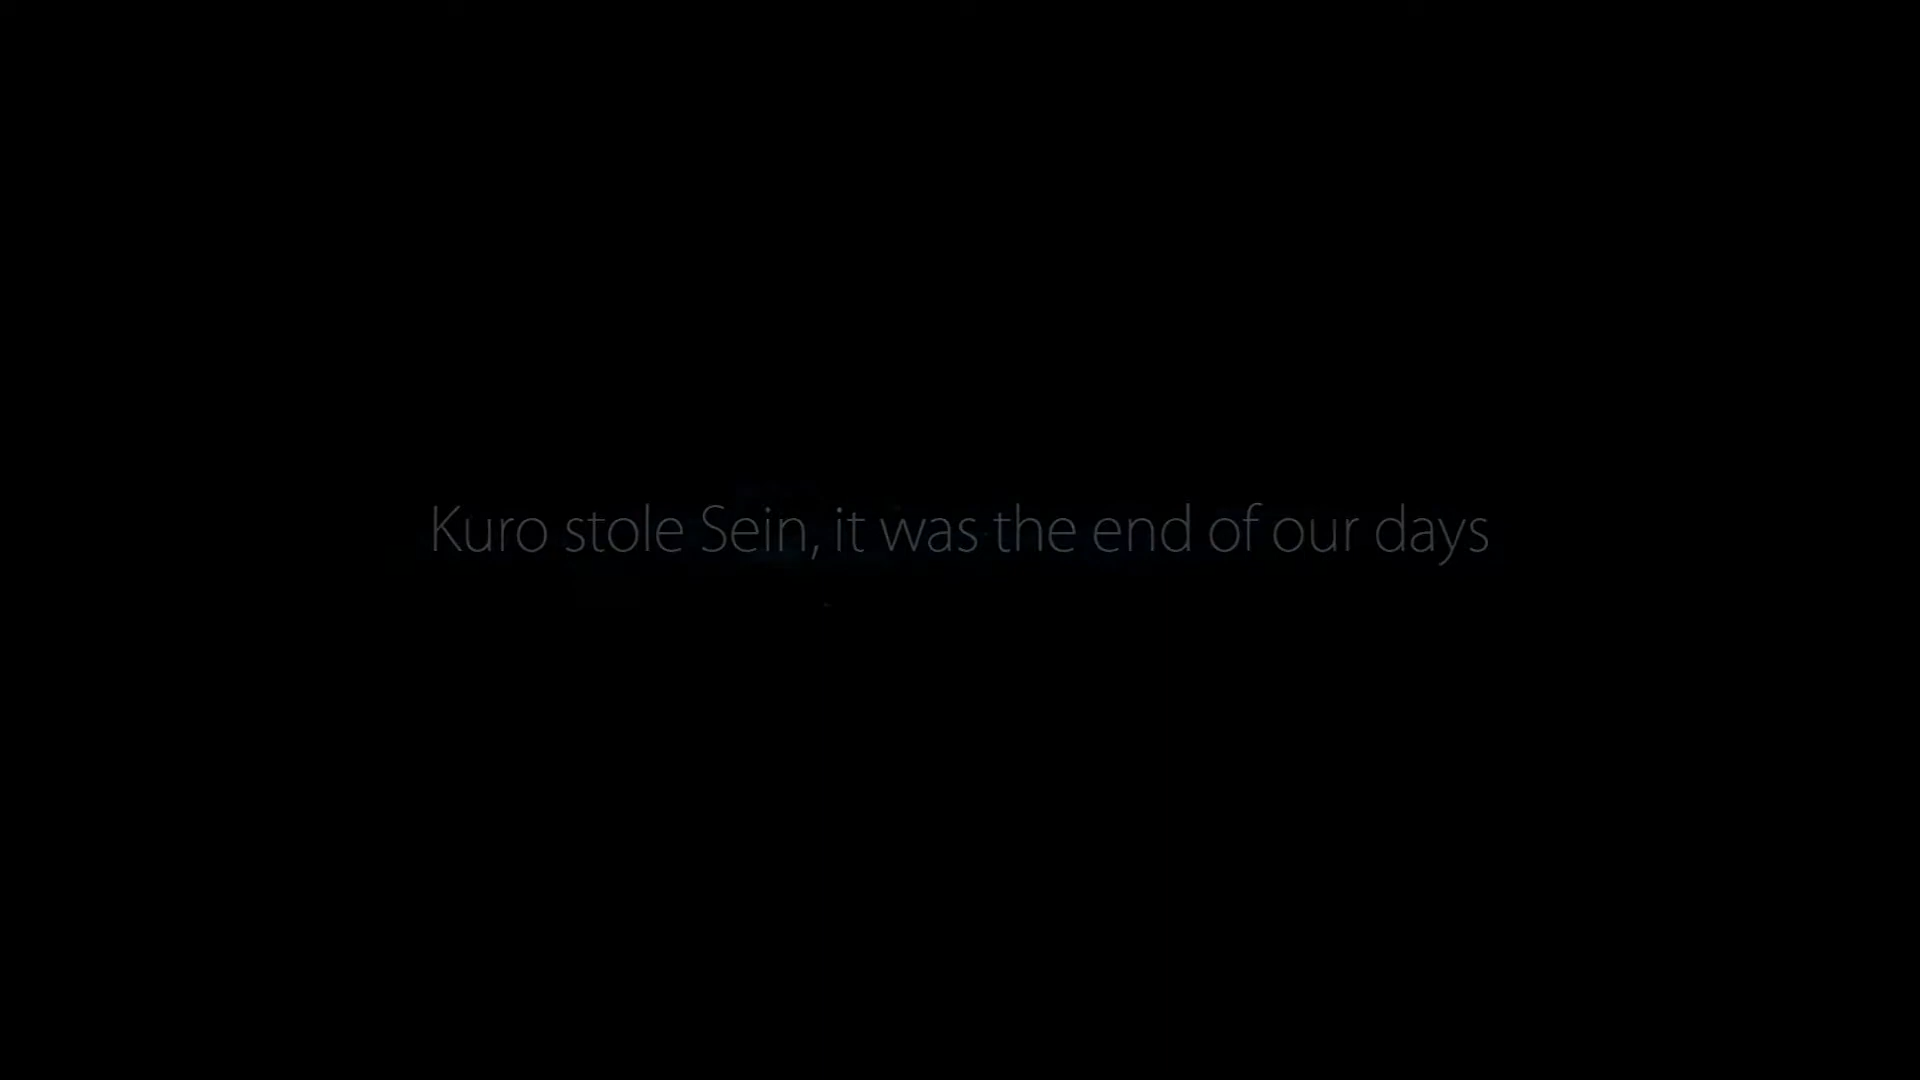 Kuro stole Sein, it was the end of our days